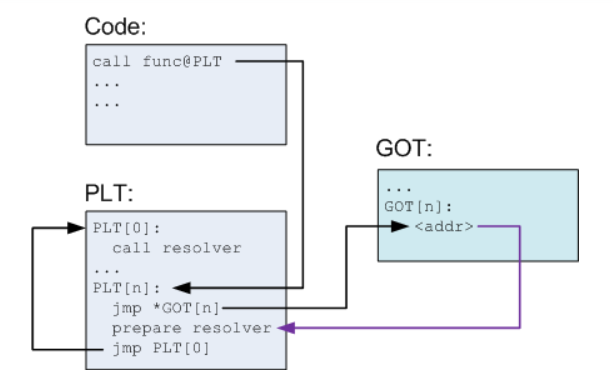 Code:
call func@PLT
...
...
PLT:
PLT[0]:
call resolver
...
PLT[n]:
jmp *GOT[n]
prepare resolver
jmp PLT[0]
GOT:
...
GOT[n]:
<addr>